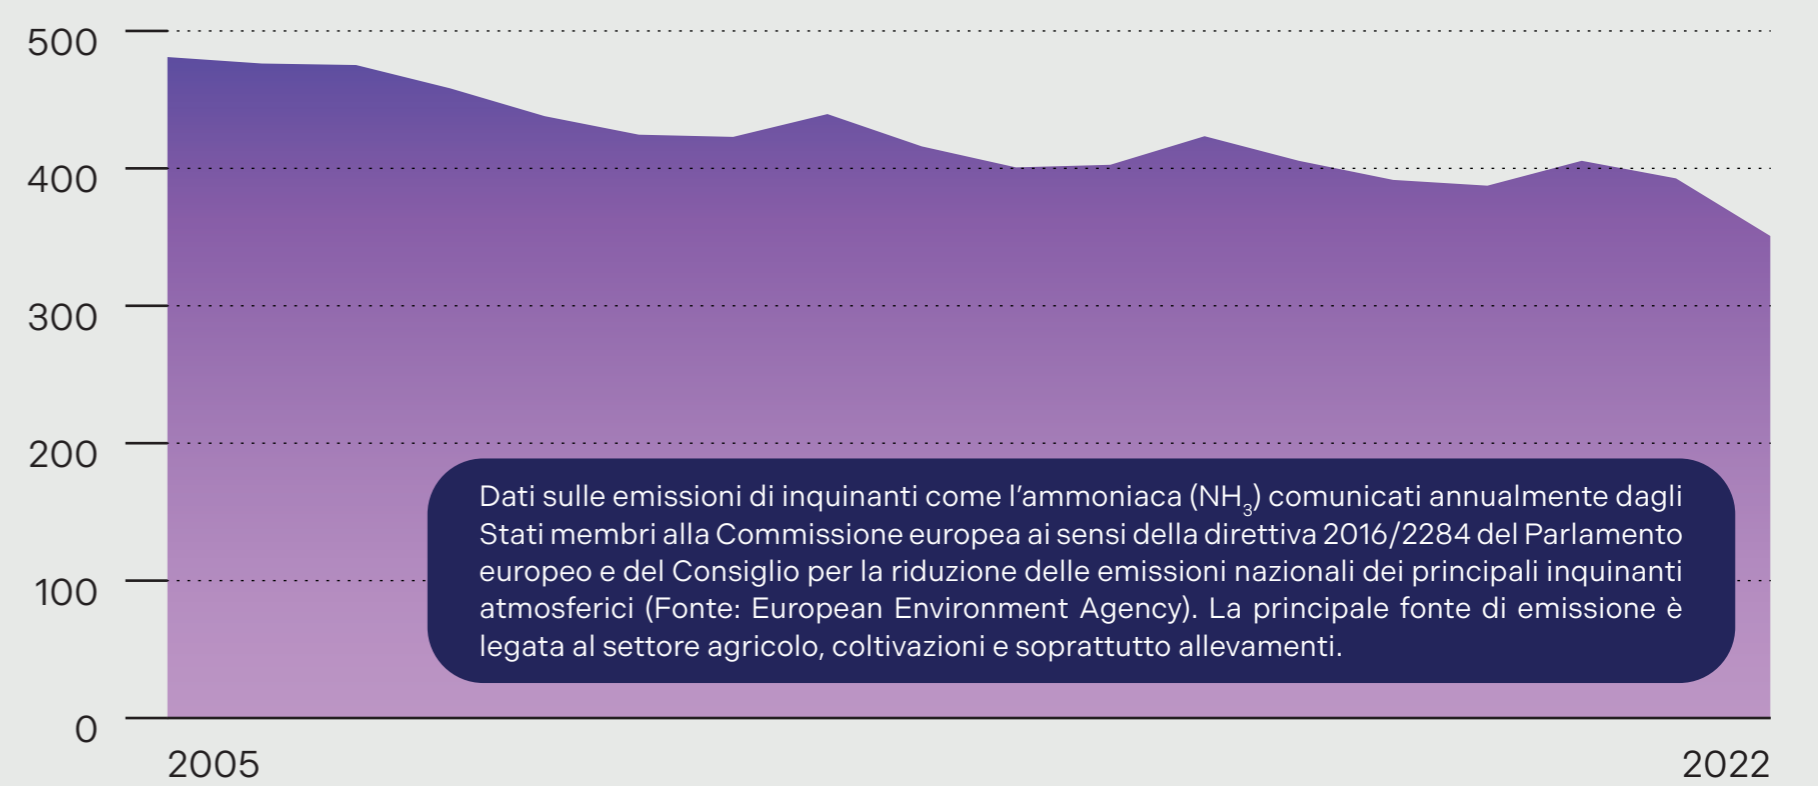 500
400
300
200
100
0
Dati sulle emissioni di inquinanti come l’ammoniaca (NH₃) comunicati annualmente dagli
Stati membri alla Commissione europea ai sensi della direttiva 2016/2284 del Parlamento
europeo e del Consiglio per la riduzione delle emissioni nazionali dei principali inquinanti
atmosferici (Fonte: European Environment Agency). La principale fonte di emissione è
legata al settore agricolo, coltivazioni e soprattutto allevamenti.
2005
2022